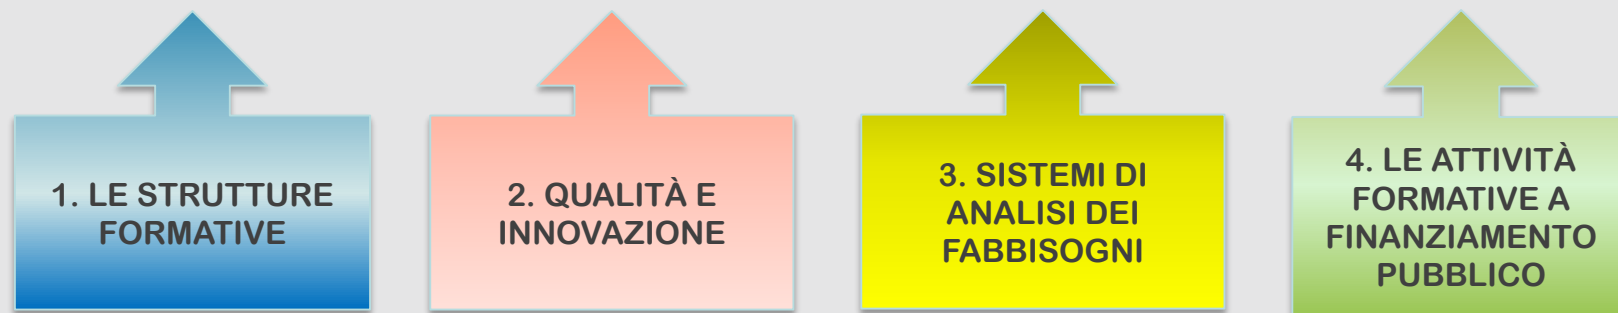 1. LE STRUTTURE
FORMATIVE
2. QUALITÀ E
INNOVAZIONE
3. SISTEMI DI
ANALISI DEI
FABBISOGNI
4. LE ATTIVITÀ
FORMATIVE A
FINANZIAMENTO
PUBBLICO